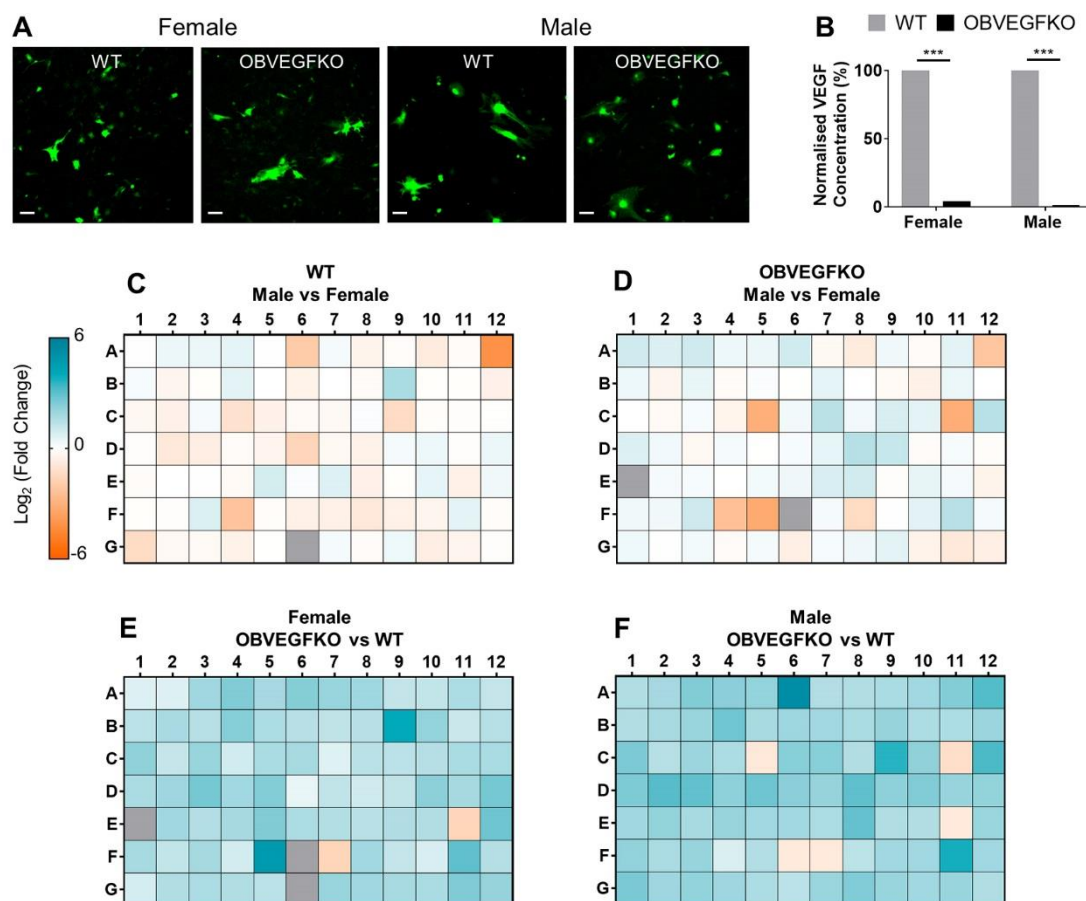 A
Female
Male
WT
OBVEGFKO
WT
OBVEGFKO
B
WT OBVEGFKO
Normalised VEGF
Concentration (%)
100
50
0
***
***
Female
Male
Log2 (Fold Change)
6
0
-6
C
WT
Male vs Female
1 2 3 4 5 6 7 8 9 10 11 12
A
B
C
D
E
F
G
D
OBVEGFKO
Male vs Female
1 2 3 4 5 6 7 8 9 10 11 12
A
B
C
D
E
F
G
E
Female
OBVEGFKO vs WT
1 2 3 4 5 6 7 8 9 10 11 12
A
B
C
D
E
F
G
F
Male
OBVEGFKO vs WT
1 2 3 4 5 6 7 8 9 10 11 12
A
B
C
D
E
F
G